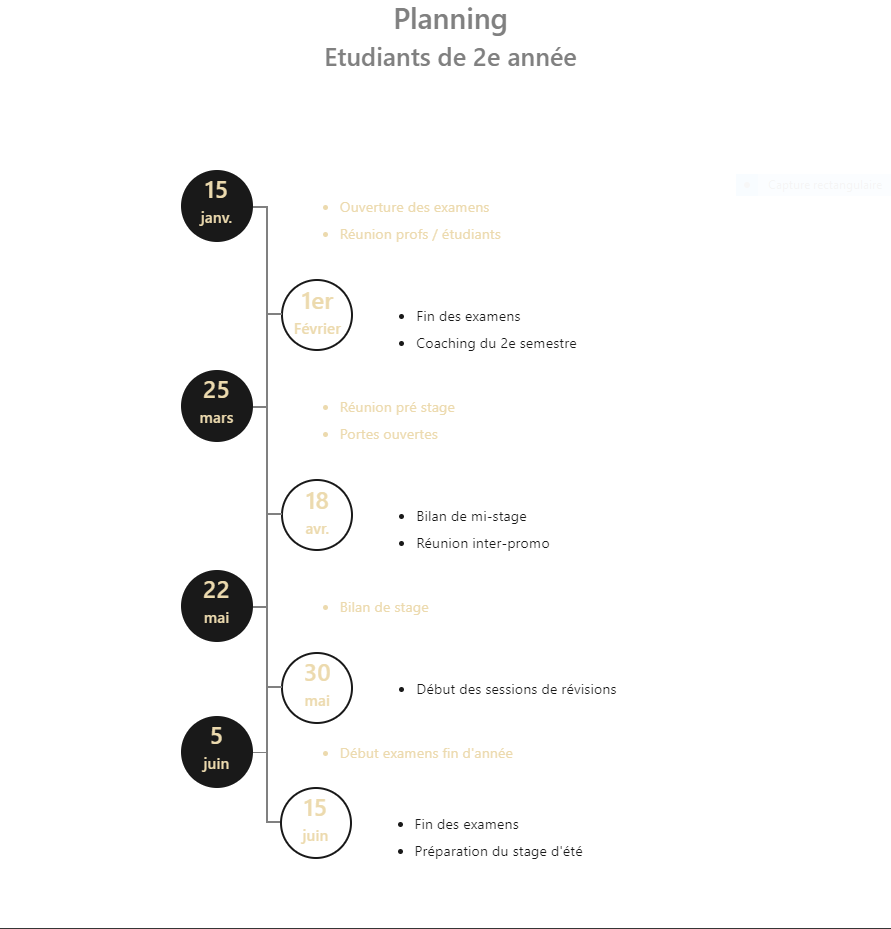 Planning
Etudiants de 2e année
Capture rectangulaire
15
janv.
• Ouverture des examens
• Réunion profs / étudiants
1er
Février
• Fin des examens
• Coaching du 2e semestre
25
mars
• Réunion pré stage
• Portes ouvertes
18
avr.
• Bilan de mi-stage
• Réunion inter-promo
22
mai
• Bilan de stage
30
mai
• Début des sessions de révisions
5
juin
• Début examens fin d'année
15
juin
• Fin des examens
• Préparation du stage d'été